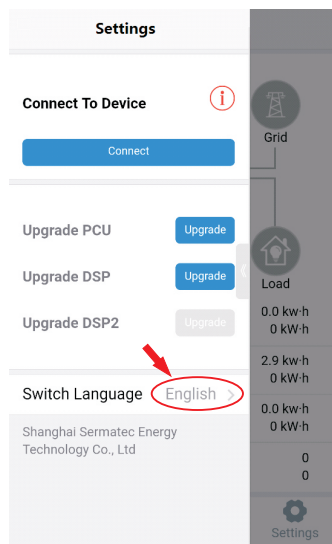 Settings
Connect To Device
i
Connect
Grid
Upgrade PCU
Upgrade
Upgrade DSP
Upgrade
Load
Upgrade DSP2
Upgrade
0.0 kw·h
0 kW·h
2.9 kw·h
0 kW·h
Switch Language English
0.0 kw·h
0 kW·h
Shanghai Sermatec Energy
Technology Co., Ltd
0
0
Settings